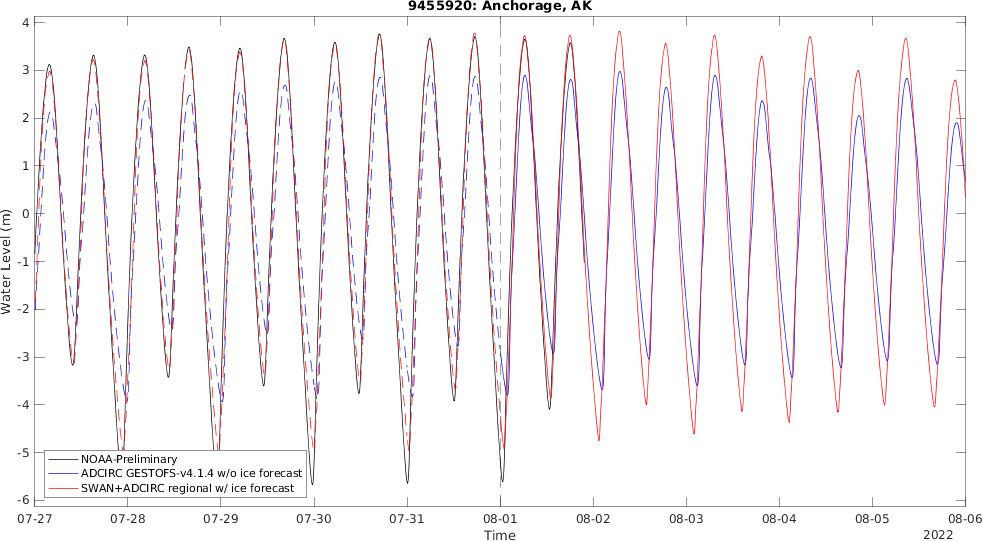 9455920: Anchorage, AK
4
3
2
1
0
-1
-2
-3
-4
-5
-6
Water Level (m)
NOAA-Preliminary
ADCIRC GESTOFS-v4.1.4 w/o ice forecast
SWAN+ADCIRC regional w/ ice forecast
07-27 07-28 07-29 07-30 07-31 08-01 08-02 08-03 08-04 08-05 08-06
Time
2022